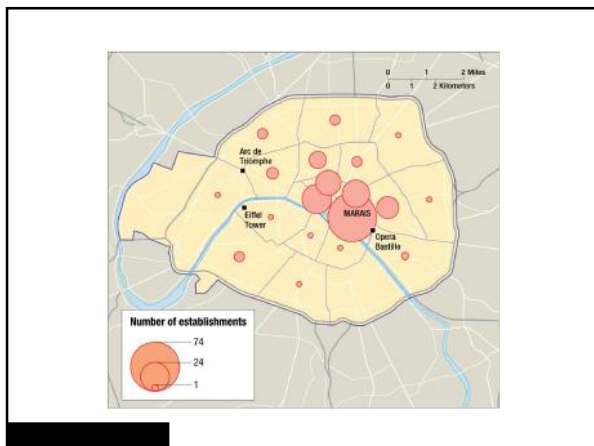 0 1 2 Miles
0 1 2 Kilometers
Arc de
Triomphe
Eiffel
Tower
MARAIS
Opera
Bastille
Number of establishments
74
24
1